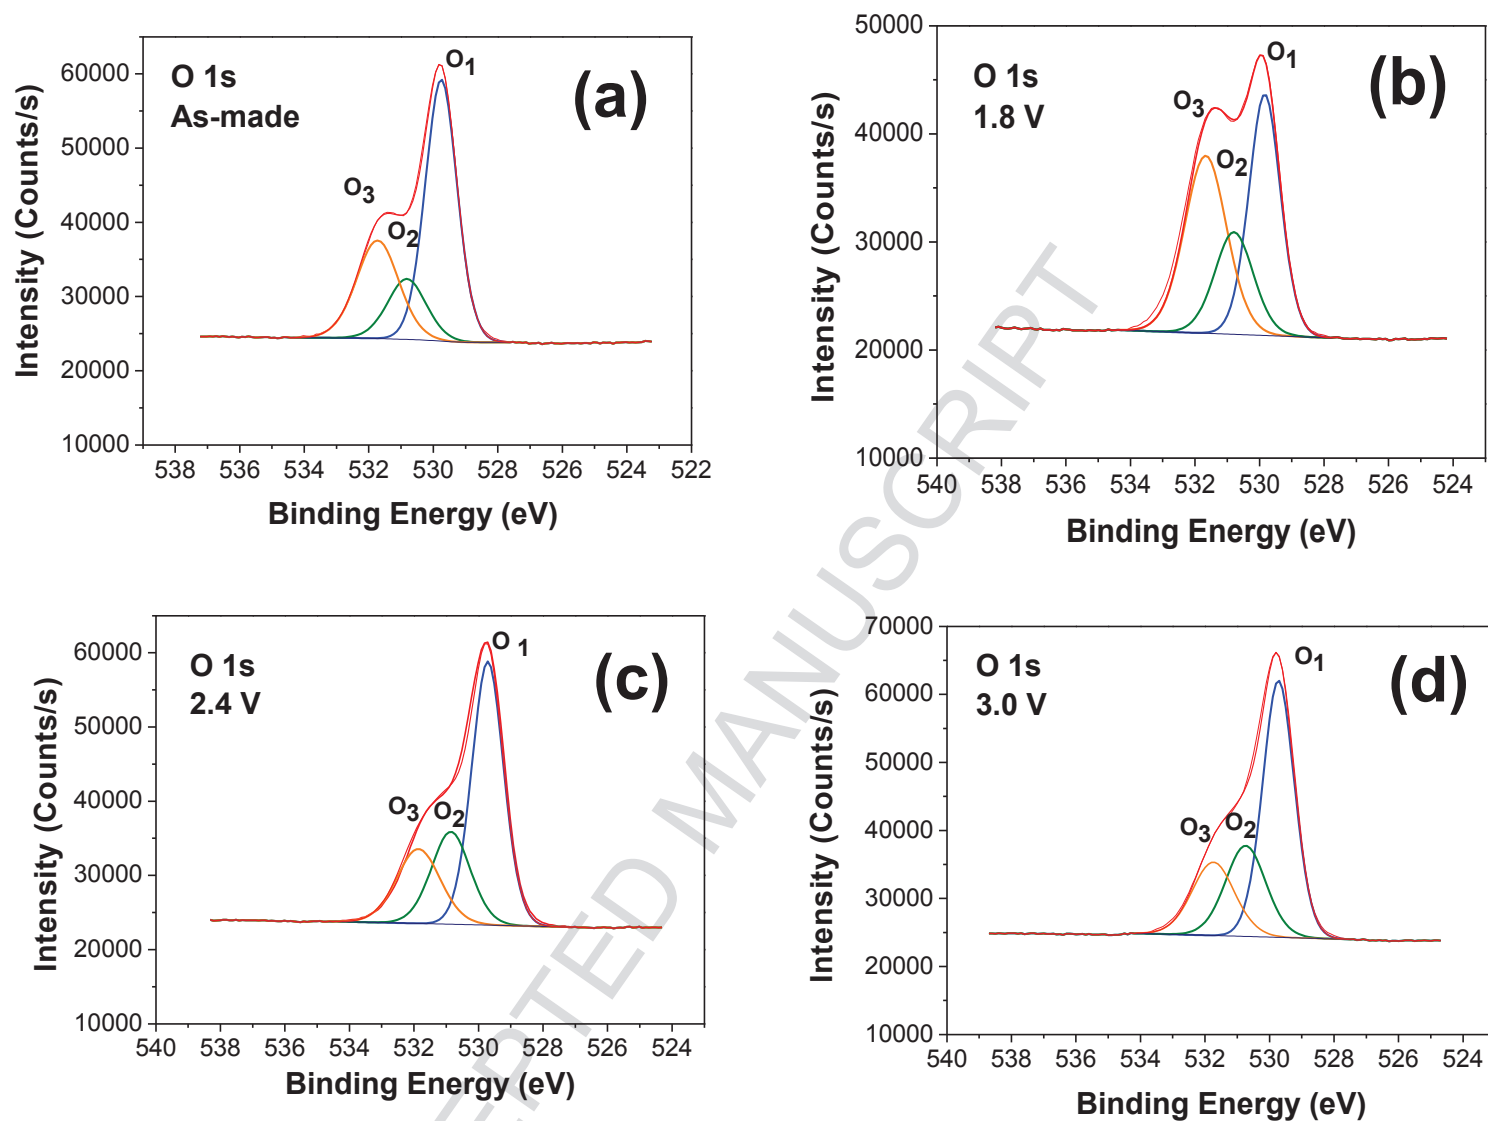 O 1s
As-made
(a)
O1
O3
O2
60000
50000
40000
30000
20000
10000
538 536 534 532 530 528 526 524 522
Intensity (Counts/s)
Binding Energy (eV)
O 1s
1.8 V
(b)
O1
O3
O2
50000
40000
30000
20000
10000
540 538 536 534 532 530 528 526 524
Intensity (Counts/s)
Binding Energy (eV)
O 1s
2.4 V
(c)
O 1
O3
O2
60000
50000
40000
30000
20000
10000
540 538 536 534 532 530 528 526 524
Intensity (Counts/s)
Binding Energy (eV)
O 1s
3.0 V
(d)
O1
O3
O2
70000
60000
50000
40000
30000
20000
10000
540 538 536 534 532 530 528 526 524
Intensity (Counts/s)
Binding Energy (eV)
EPTED MANUSCRIPT